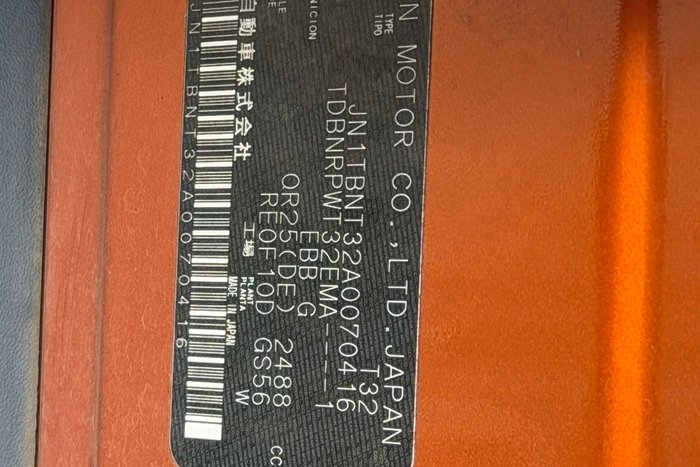 N MOTOR CO.,LTD.JAPAN
TYPE
TIPO
T32
JN1TBNT32A0070416
TDBNRPWT32EMA----1
EBB G
QR25(DE) 2488
CC
RE0F10D GS56
工場
PLANT
PLANTA
W
MADE IN JAPAN
自動車株式会社
JN1TBNT32A0070416